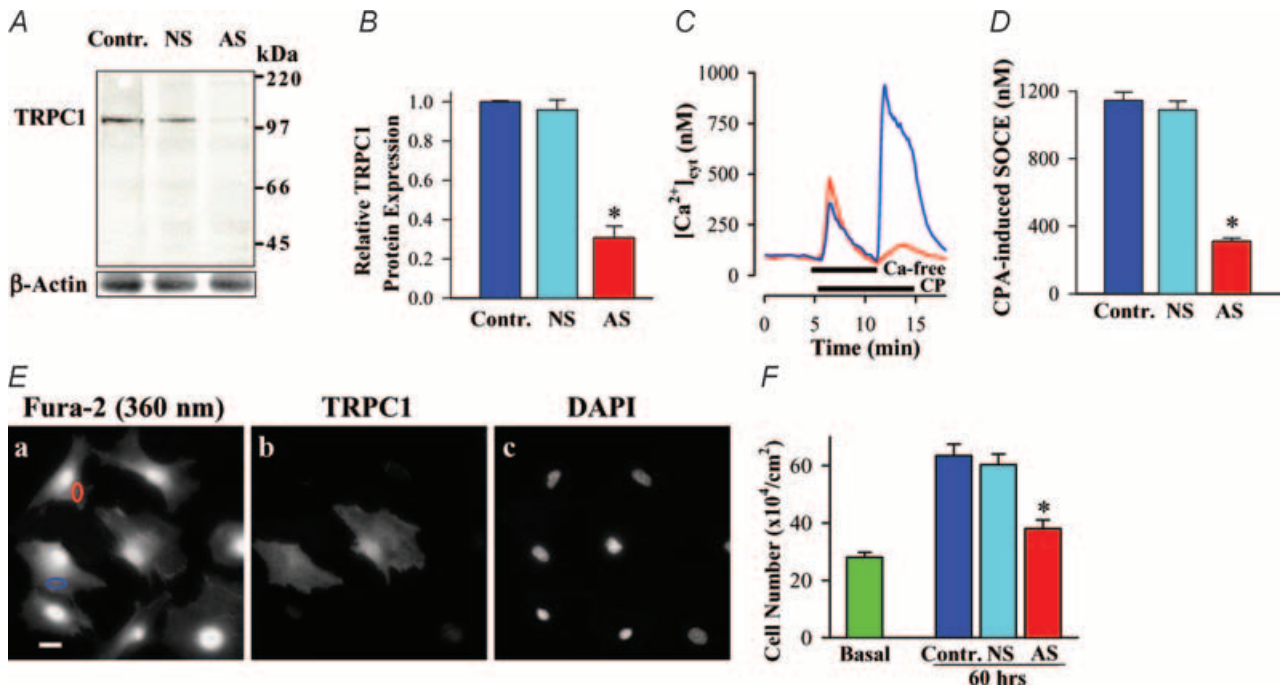 A
Contr. NS AS
kDa
220
TRPC1
97
66
45
β-Actin
B
Relative TRPC1
Protein Expression
1.0
0.8
0.6
0.4
0.2
0.0
*
Contr. NS AS
C
[Ca2+]cyt (nM)
1000
750
500
250
0
Ca-free
CP
0 5 10 15
Time (min)
D
CPA-induced SOCE (nM)
1200
800
400
0
*
Contr. NS AS
E
Fura-2 (360 nm) TRPC1 DAPI
a b c
F
Cell Number (x10⁴/cm²)
60
40
20
0
*
Basal Contr. NS AS
60 hrs